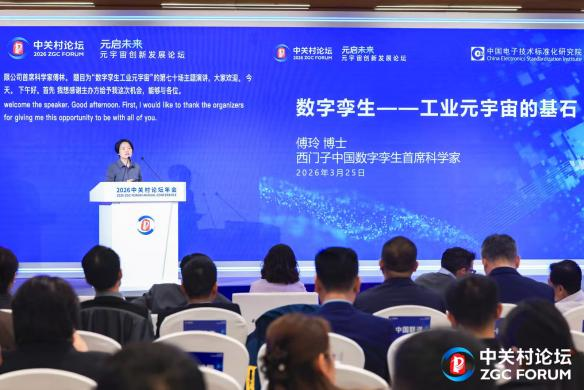 中关村论坛
2026 ZGC FORUM
元启未来
元宇宙创新发展论坛
限公司首席科学家傅林。 题目为"数字孪生工业元宇宙"的第七十场主题演讲，大家欢迎。 今
天， 下午好。首先 我想感谢主办方给予我这次机会，能够与各位。
welcome the speaker. Good afternoon. First, I would like to thank the organizers
for giving me this opportunity to be with all of you.
中关村论坛
2026 ZGC FORUM
元启未来
元宇宙创新发展论坛
中国电子技术标准化研究院
China Electronics Standardization Institute
数字孪生——工业元宇宙的基石
傅玲 博士
西门子中国数字孪生首席科学家
2026年3月25日
2026中关村论坛年会
2026 ZGC FORUM ANNUAL CONFERENCE
中关村论坛
ZGC FORUM